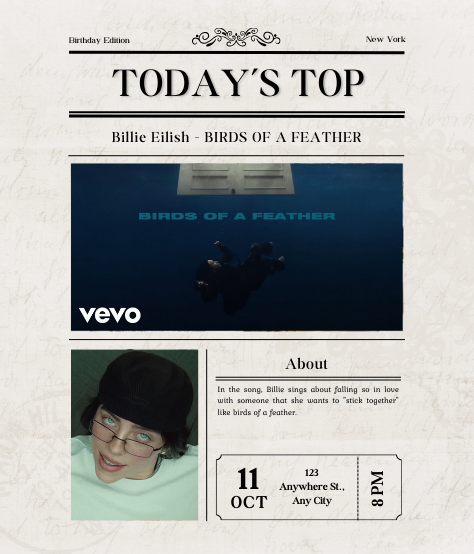 Birthday Edition
New York
TODAY'S TOP
Billie Eilish - BIRDS OF A FEATHER
BIRDS OF A FEATHER
vevo
About
In the song, Billie sings about falling so in love
with someone that she wants to "stick together"
like birds of a feather.
11
OCT
123
Anywhere St.,
Any City
8 PM